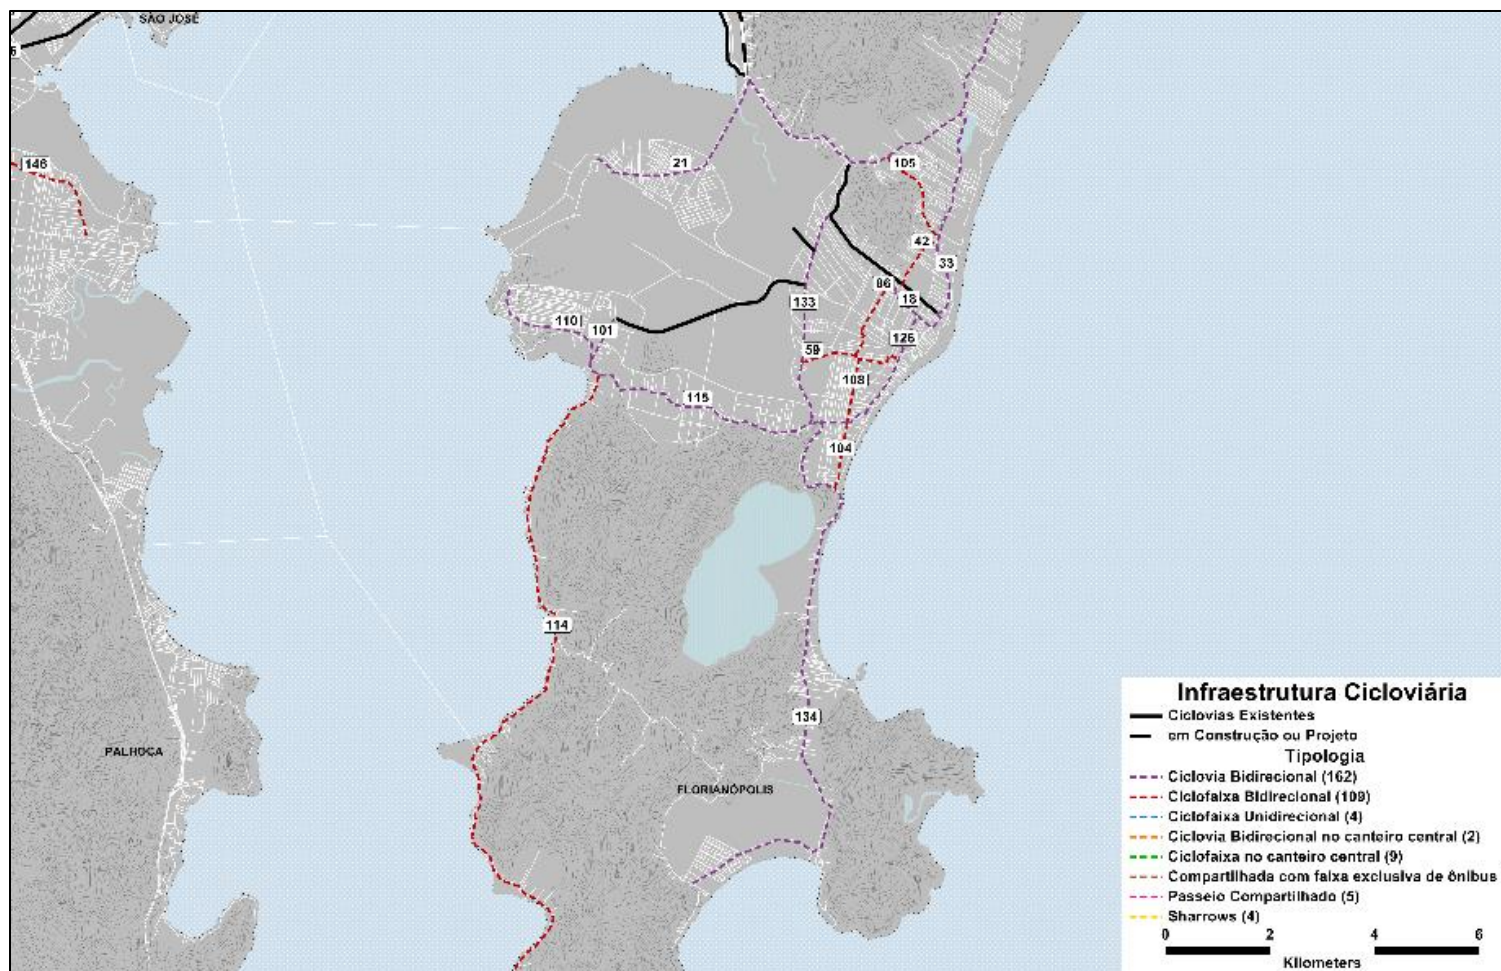 SÃO JOSÉ
146
21
105
42
33
86
18
133
110
101
126
59
108
115
104
114
134
PALHOÇA
FLORIANÓPOLIS
Infraestrutura Cicloviária
Ciclovias Existentes
em Construção ou Projeto
Tipologia
Ciclovia Bidirecional (162)
Ciclofaixa Bidirecional (109)
Ciclofaixa Unidirecional (4)
Ciclovia Bidirecional no canteiro central (2)
Ciclofaixa no canteiro central (9)
Compartilhada com faixa exclusiva de ônibus
Passeio Compartilhado (5)
Sharrows (4)
0 2 4 6
Kilometers